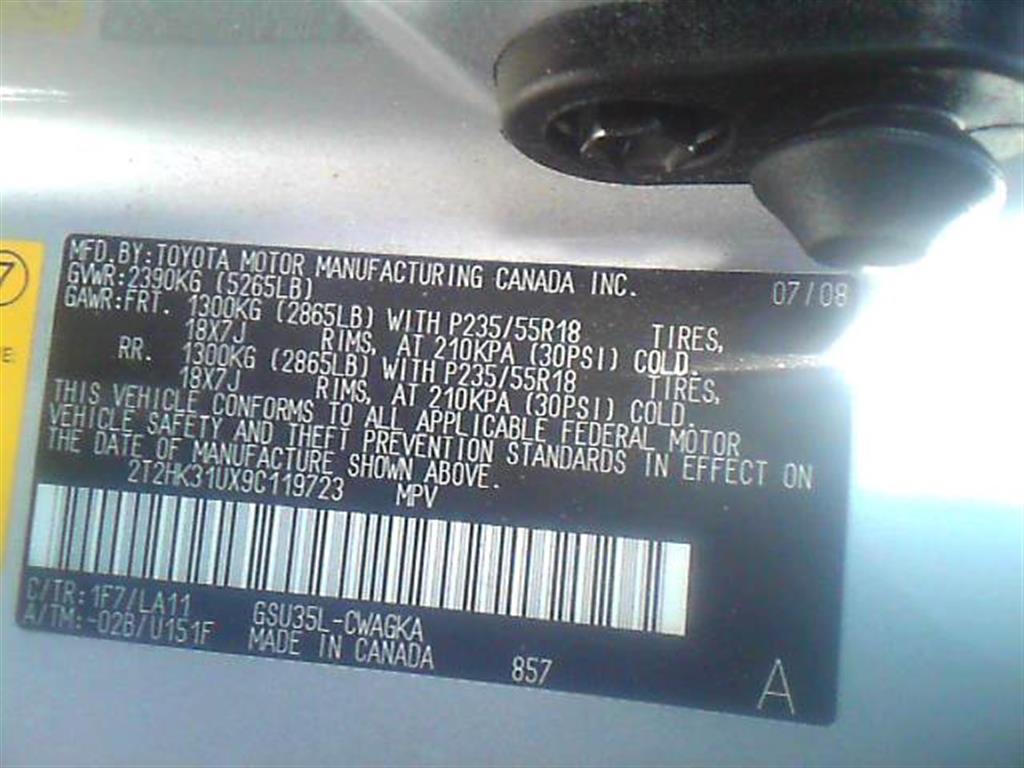 MFD.BY:TOYOTA MOTOR MANUFACTURING CANADA INC. 07/08
GVWR:2390KG (5265LB)
GAWR:FRT. 1300KG (2865LB) WITH P235/55R18 TIRES,
18X7J RIMS, AT 210KPA (30PSI) COLD.
RR. 1300KG (2865LB) WITH P235/55R18 TIRES,
18X7J RIMS, AT 210KPA (30PSI) COLD.
THIS VEHICLE CONFORMS TO ALL APPLICABLE FEDERAL MOTOR
VEHICLE SAFETY AND THEFT PREVENTION STANDARDS IN EFFECT ON
THE DATE OF MANUFACTURE SHOWN ABOVE.
2T2HK31UX9C119723 MPV
C/TR:1F7/LA11 GSU35L-CWAGKA
A/TM:-02B/U151F MADE IN CANADA 857 A
7